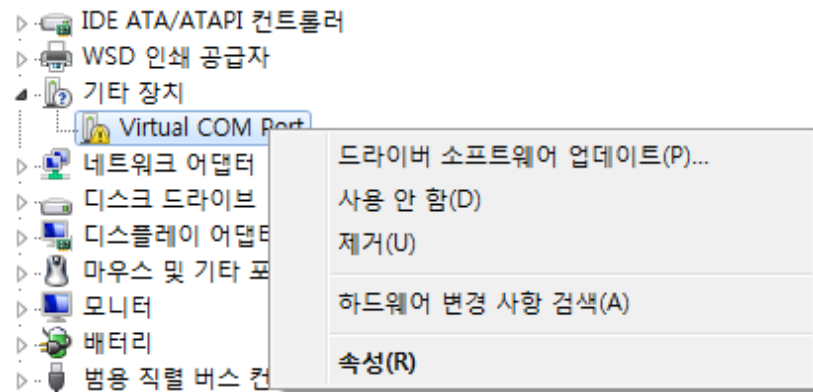 IDE ATA/ATAPI 컨트롤러
WSD 인쇄 공급자
기타 장치
Virtual COM Port
네트워크 어댑터
디스크 드라이브
디스플레이 어댑터
마우스 및 기타 포
모니터
배터리
범용 직렬 버스 컨
드라이버 소프트웨어 업데이트(P)...
사용 안 함(D)
제거(U)
하드웨어 변경 사항 검색(A)
속성(R)